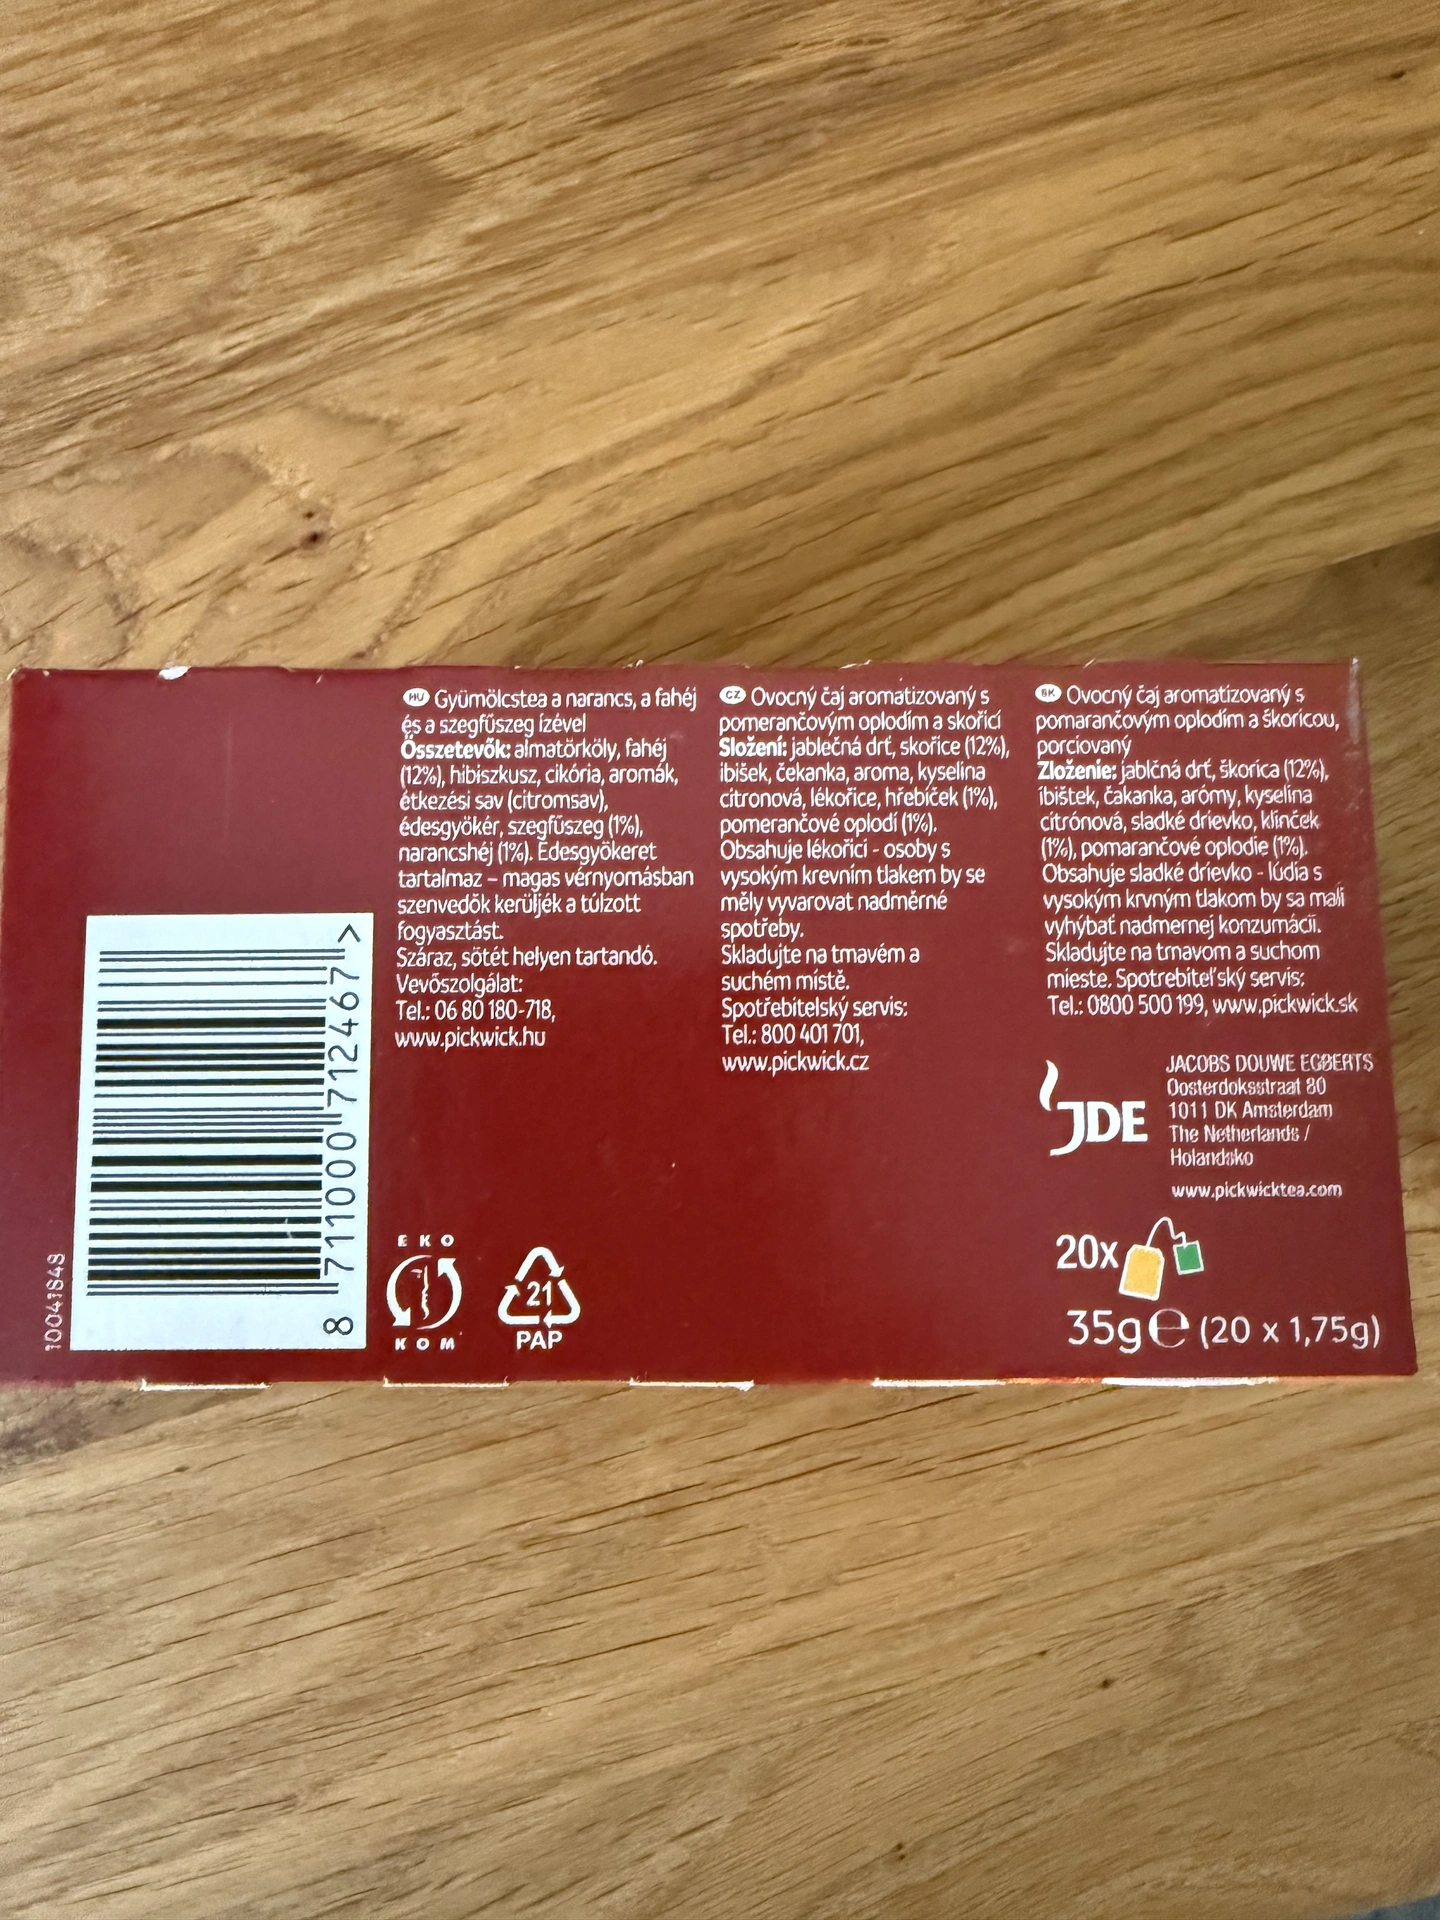 HU Gyümölcstea a narancs, a fahéj
és a szegfűszeg ízével
Összetevők: almatörköly, fahéj
(12%), hibiszkusz, cikória, aromák,
étkezési sav (citromsav),
édesgyökér, szegfűszeg (1%),
narancshéj (1%). Édesgyökeret
tartalmaz – magas vérnyomásban
szenvedők kerüljék a túlzott
fogyasztást.
Száraz, sötét helyen tartandó.
Vevőszolgálat:
Tel.: 06 80 180-718,
www.pickwick.hu
CZ Ovocný čaj aromatizovaný s
pomerančovým oplodím a skořicí
Složení: jablečná drť, skořice (12%),
ibišek, čekanka, aroma, kyselina
citronová, lékořice, hřebíček (1%),
pomerančové oplodí (1%).
Obsahuje lékořici - osoby s
vysokým krevním tlakem by se
měly vyvarovat nadměrné
spotřeby.
Skladujte na tmavém a
suchém místě.
Spotřebitelský servis:
Tel.: 800 401 701,
www.pickwick.cz
SK Ovocný čaj aromatizovaný s
pomarančovým oplodím a škoricou,
porciovaný
Zloženie: jablčná drť, škorica (12%),
ibištek, čakanka, arómy, kyselina
citrónová, sladké drievko, klinček
(1%), pomarančové oplodie (1%).
Obsahuje sladké drievko - ľúdia s
vysokým krvným tlakom by sa mali
vyhýbať nadmernej konzumácii.
Skladujte na tmavom a suchom
mieste. Spotrebiteľský servis:
Tel.: 0800 500 199, www.pickwick.sk
JDE
JACOBS DOUWE EGBERTS
Oosterdoksstraat 80
1011 DK Amsterdam
The Netherlands /
Holandsko
www.pickwicktea.com
20x
35g℮ (20 x 1,75g)
EKO
KOM
21
PAP
8 711000 712467 >
10041848